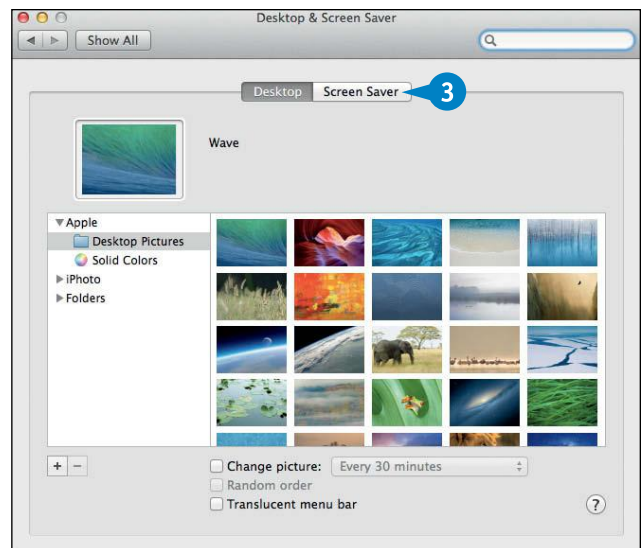 Desktop & Screen Saver
Show All
Desktop Screen Saver 3
Wave
Apple
Desktop Pictures
Solid Colors
iPhoto
Folders
+ −
Change picture: Every 30 minutes
Random order
Translucent menu bar
?